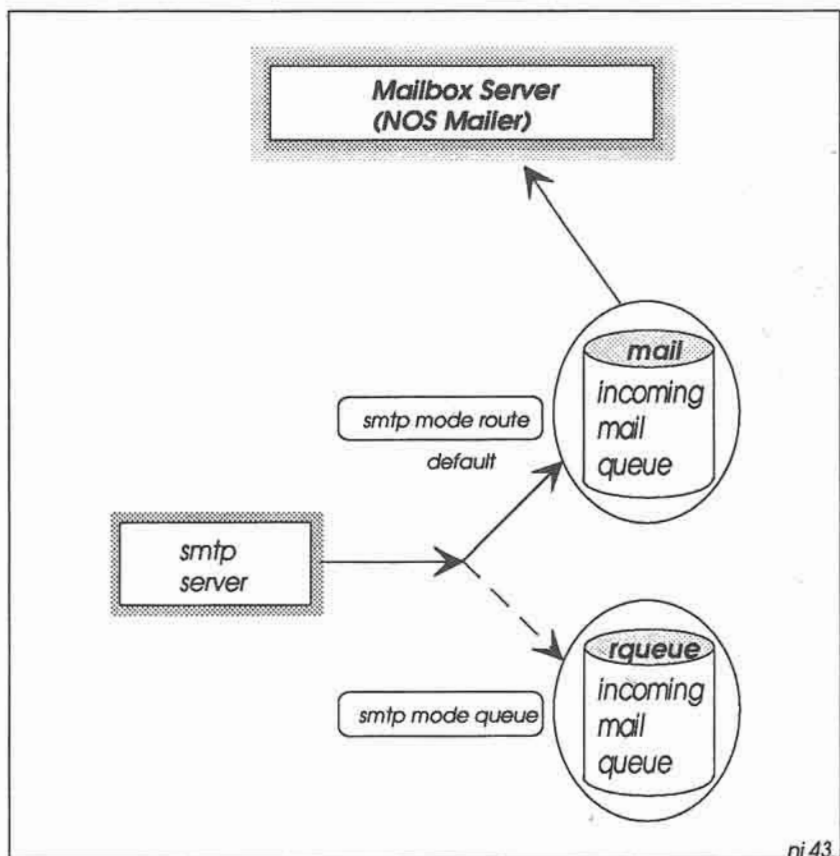 Mailbox Server
(NOS Mailer)
mail
incoming
mail
queue
smtp mode route
default
smtp
server
rqueue
incoming
mail
queue
smtp mode queue
ni 43